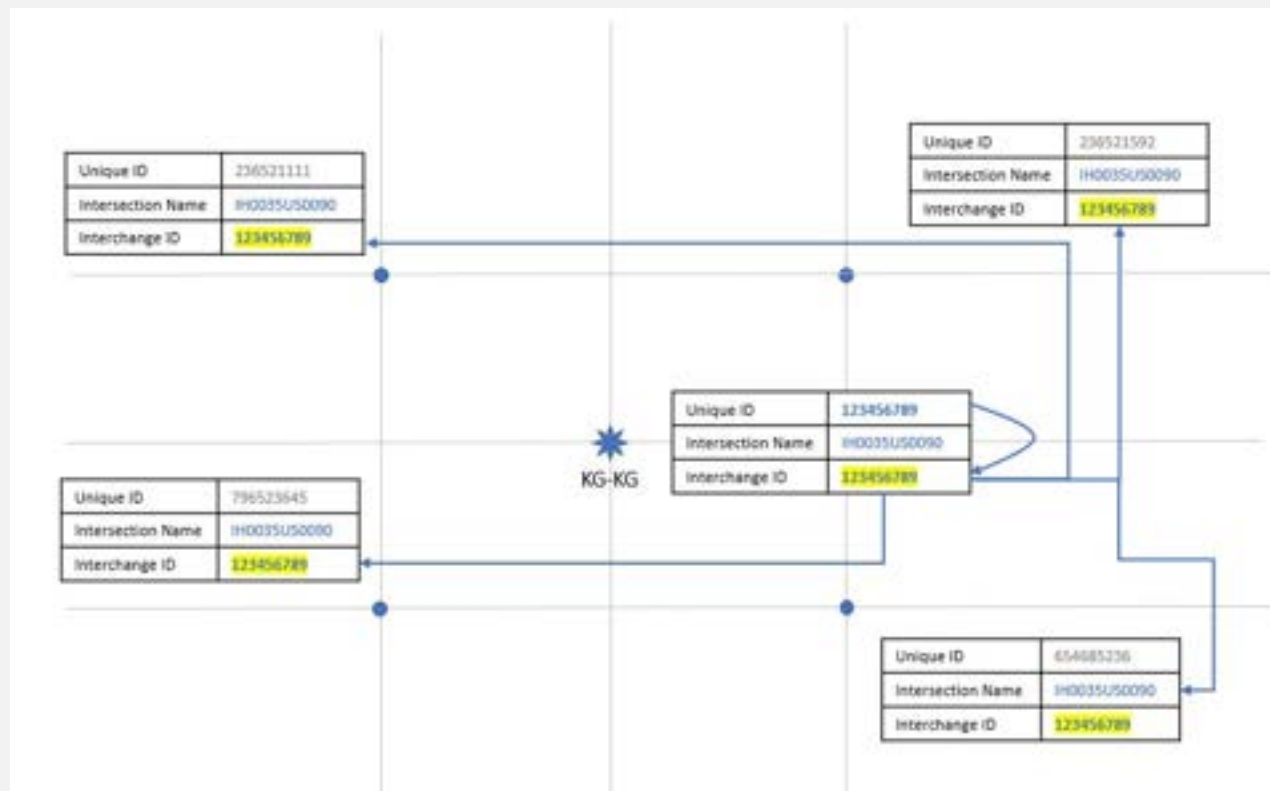 Unique ID 236521111
Intersection Name IH0035US0090
Interchange ID 123456789
Unique ID 236521592
Intersection Name IH0035US0090
Interchange ID 123456789
Unique ID 123456789
Intersection Name IH0035US0090
Interchange ID 123456789
KG-KG
Unique ID 796523645
Intersection Name IH0035US0090
Interchange ID 123456789
Unique ID 654685236
Intersection Name IH0035US0090
Interchange ID 123456789